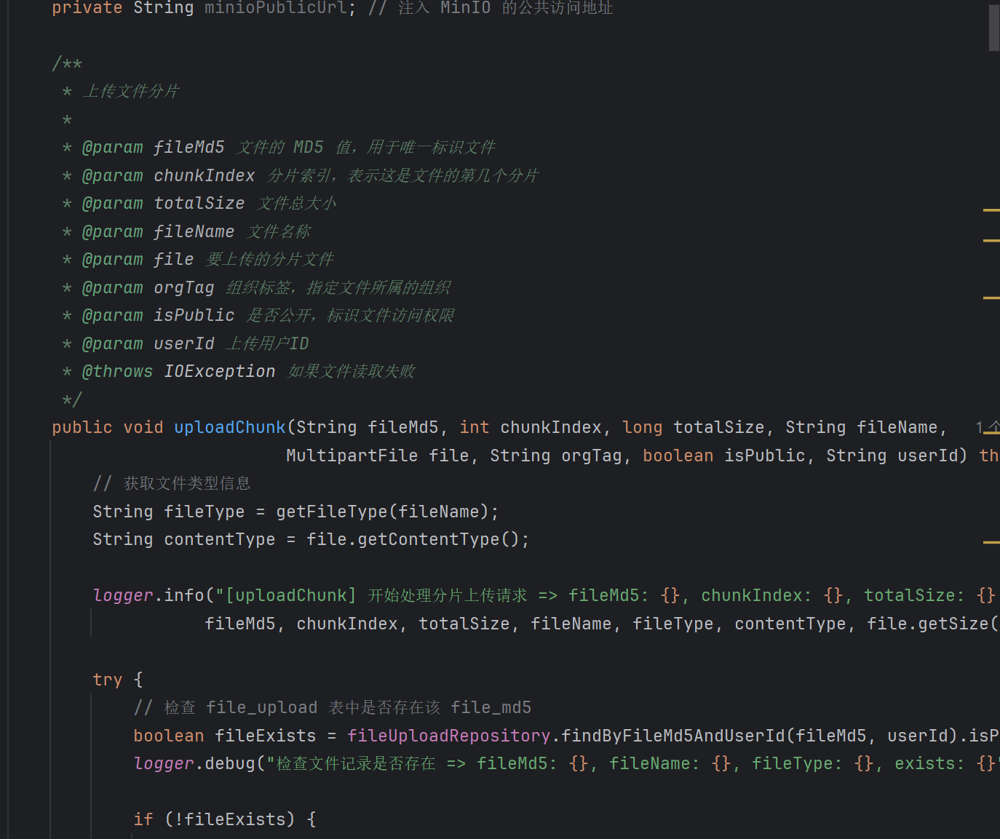 private String minioPublicUrl; // 注入 MinIO 的公共访问地址
/**
* 上传文件分片
*
* @param fileMd5 文件的 MD5 值，用于唯一标识文件
* @param chunkIndex 分片索引，表示这是文件的第几个分片
* @param totalSize 文件总大小
* @param fileName 文件名称
* @param file 要上传的分片文件
* @param orgTag 组织标签，指定文件所属的组织
* @param isPublic 是否公开，标识文件访问权限
* @param userId 上传用户ID
* @throws IOException 如果文件读取失败
*/
public void uploadChunk(String fileMd5, int chunkIndex, long totalSize, String fileName, 1个
MultipartFile file, String orgTag, boolean isPublic, String userId) th
// 获取文件类型信息
String fileType = getFileType(fileName);
String contentType = file.getContentType();
logger.info("[uploadChunk] 开始处理分片上传请求 => fileMd5: {}, chunkIndex: {}, totalSize: {}
fileMd5, chunkIndex, totalSize, fileName, fileType, contentType, file.getSize(
try {
// 检查 file_upload 表中是否存在该 file_md5
boolean fileExists = fileUploadRepository.findByFileMd5AndUserId(fileMd5, userId).isP
logger.debug("检查文件记录是否存在 => fileMd5: {}, fileName: {}, fileType: {}, exists: {}"
if (!fileExists) {